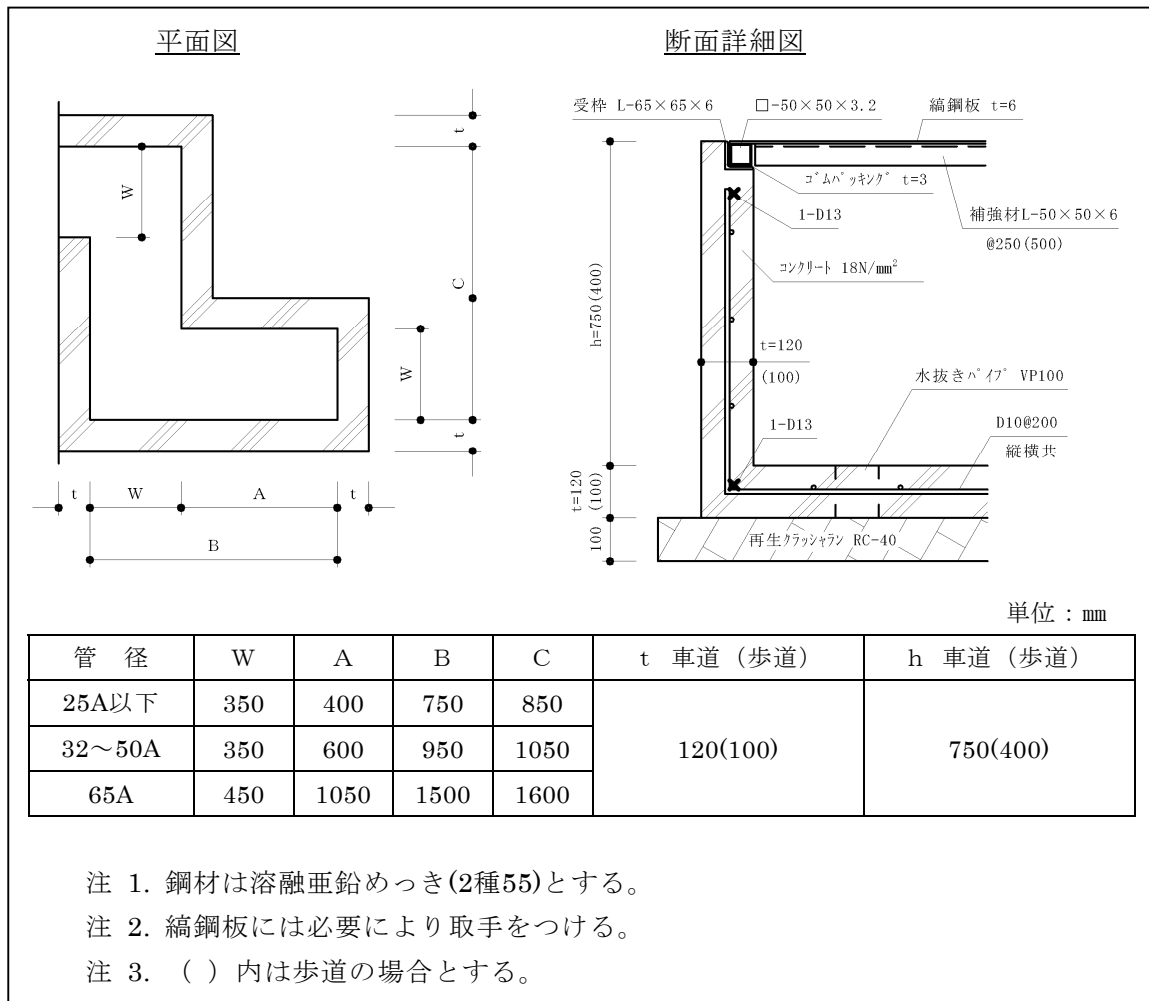 平面図
断面詳細図
受枠 L-65×65×6
□-50×50×3.2
縞鋼板 t=6
ｺﾞﾑﾊﾟｯｷﾝｸﾞ t=3
1-D13
補強材L-50×50×6
@250(500)
ｺﾝｸﾘｰﾄ 18N/mm²
h=750(400)
t=120
(100)
水抜きﾊﾟｲﾌﾟ VP100
1-D13
D10@200
縦横共
t=120
(100)
100
再生ｸﾗｯｼｬﾗﾝ RC-40
t
W
C
W
t
t
W
A
t
B
単位：㎜
管 径 W A B C t 車道（歩道） h 車道（歩道）
25A以下 350 400 750 850
32～50A 350 600 950 1050 120(100) 750(400)
65A 450 1050 1500 1600
注 1. 鋼材は溶融亜鉛めっき(2種55)とする。
注 2. 縞鋼板には必要により取手をつける。
注 3. （ ）内は歩道の場合とする。